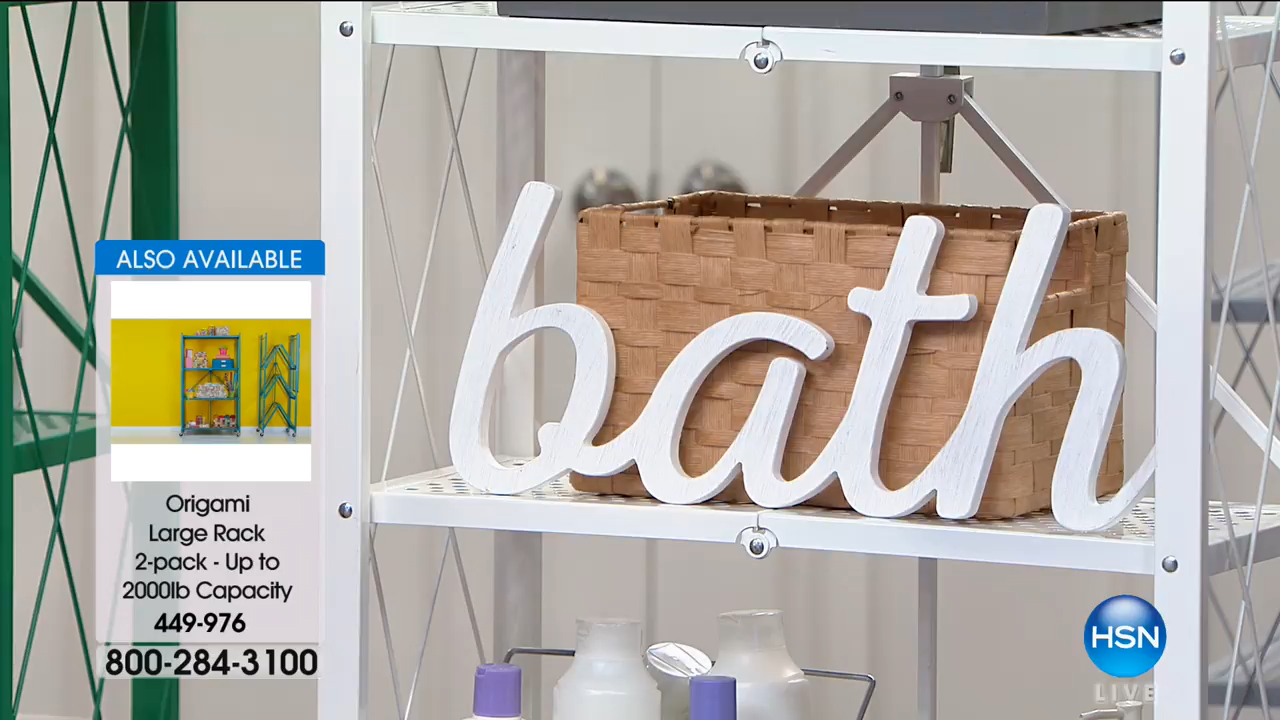 ALSO AVAILABLE
Origami
Large Rack
2-pack - Up to
2000lb Capacity
449-976
800-284-3100
bath
HSN
LIVE